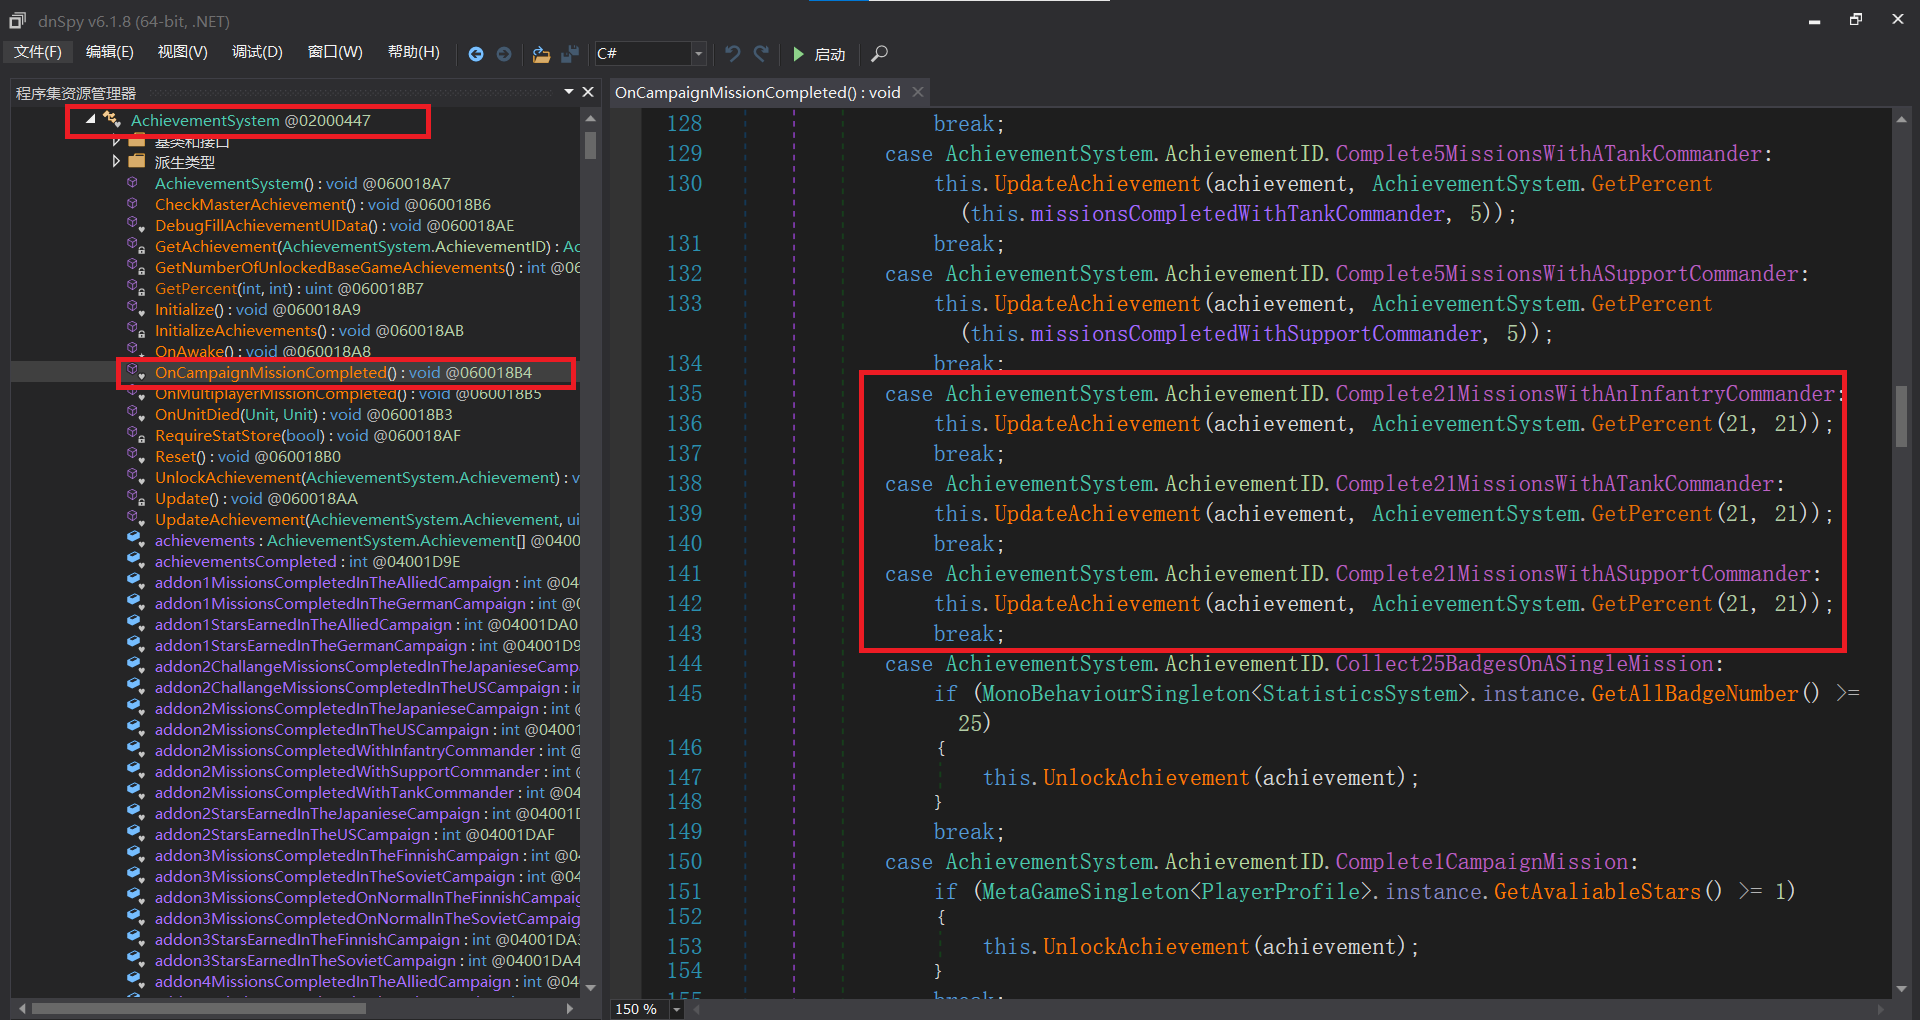 dnSpy v6.1.8 (64-bit, .NET)
文件(F) 编辑(E) 视图(V) 调试(D) 窗口(W) 帮助(H) C# 启动
程序集资源管理器
AchievementSystem @02000447
基类和接口
派生类型
AchievementSystem() : void @060018A7
CheckMasterAchievement() : void @060018B6
DebugFillAchievementUIData() : void @060018AE
GetAchievement(AchievementSystem.AchievementID) : Ac
GetNumberOfUnlockedBaseGameAchievements() : int @06
GetPercent(int, int) : uint @060018B7
Initialize() : void @060018A9
InitializeAchievements() : void @060018AB
OnAwake() : void @060018A8
OnCampaignMissionCompleted() : void @060018B4
OnMultiplayerMissionCompleted() : void @060018B5
OnUnitDied(Unit, Unit) : void @060018B3
RequireStatStore(bool) : void @060018AF
Reset() : void @060018B0
UnlockAchievement(AchievementSystem.Achievement) : v
Update() : void @060018AA
UpdateAchievement(AchievementSystem.Achievement, ui
achievements : AchievementSystem.Achievement[] @0400
achievementsCompleted : int @04001D9E
addon1MissionsCompletedInTheAlliedCampaign : int @04
addon1MissionsCompletedInTheGermanCampaign : int @0
addon1StarsEarnedInTheAlliedCampaign : int @04001DA0
addon1StarsEarnedInTheGermanCampaign : int @04001D9
addon2ChallangeMissionsCompletedInTheJapanieseCamp
addon2ChallangeMissionsCompletedInTheUSCampaign : in
addon2MissionsCompletedInTheJapanieseCampaign : int @
addon2MissionsCompletedInTheUSCampaign : int @04001
addon2MissionsCompletedWithInfantryCommander : int @
addon2MissionsCompletedWithSupportCommander : int @
addon2MissionsCompletedWithTankCommander : int @04
addon2StarsEarnedInTheJapanieseCampaign : int @04001D
addon2StarsEarnedInTheUSCampaign : int @04001DAF
addon3MissionsCompletedInTheFinnishCampaign : int @04
addon3MissionsCompletedInTheSovietCampaign : int @04
addon3MissionsCompletedOnNormalInTheFinnishCampaig
addon3MissionsCompletedOnNormalInTheSovietCampaig
addon3StarsEarnedInTheFinnishCampaign : int @04001DA3
addon3StarsEarnedInTheSovietCampaign : int @04001DA4
addon4MissionsCompletedInTheAlliedCampaign : int @04
OnCampaignMissionCompleted() : void
128 break;
129 case AchievementSystem.AchievementID.Complete5MissionsWithATankCommander:
130 this.UpdateAchievement(achievement, AchievementSystem.GetPercent
(this.missionsCompletedWithTankCommander, 5));
131 break;
132 case AchievementSystem.AchievementID.Complete5MissionsWithASupportCommander:
133 this.UpdateAchievement(achievement, AchievementSystem.GetPercent
(this.missionsCompletedWithSupportCommander, 5));
134 break;
135 case AchievementSystem.AchievementID.Complete21MissionsWithAnInfantryCommander:
136 this.UpdateAchievement(achievement, AchievementSystem.GetPercent(21, 21));
137 break;
138 case AchievementSystem.AchievementID.Complete21MissionsWithATankCommander:
139 this.UpdateAchievement(achievement, AchievementSystem.GetPercent(21, 21));
140 break;
141 case AchievementSystem.AchievementID.Complete21MissionsWithASupportCommander:
142 this.UpdateAchievement(achievement, AchievementSystem.GetPercent(21, 21));
143 break;
144 case AchievementSystem.AchievementID.Collect25BadgesOnASingleMission:
145 if (MonoBehaviourSingleton<StatisticsSystem>.instance.GetAllBadgeNumber() >=
25)
146 {
147 this.UnlockAchievement(achievement);
148 }
149 break;
150 case AchievementSystem.AchievementID.Complete1CampaignMission:
151 if (MetaGameSingleton<PlayerProfile>.instance.GetAvaliableStars() >= 1)
152 {
153 this.UnlockAchievement(achievement);
154 }
155 break;
150 %